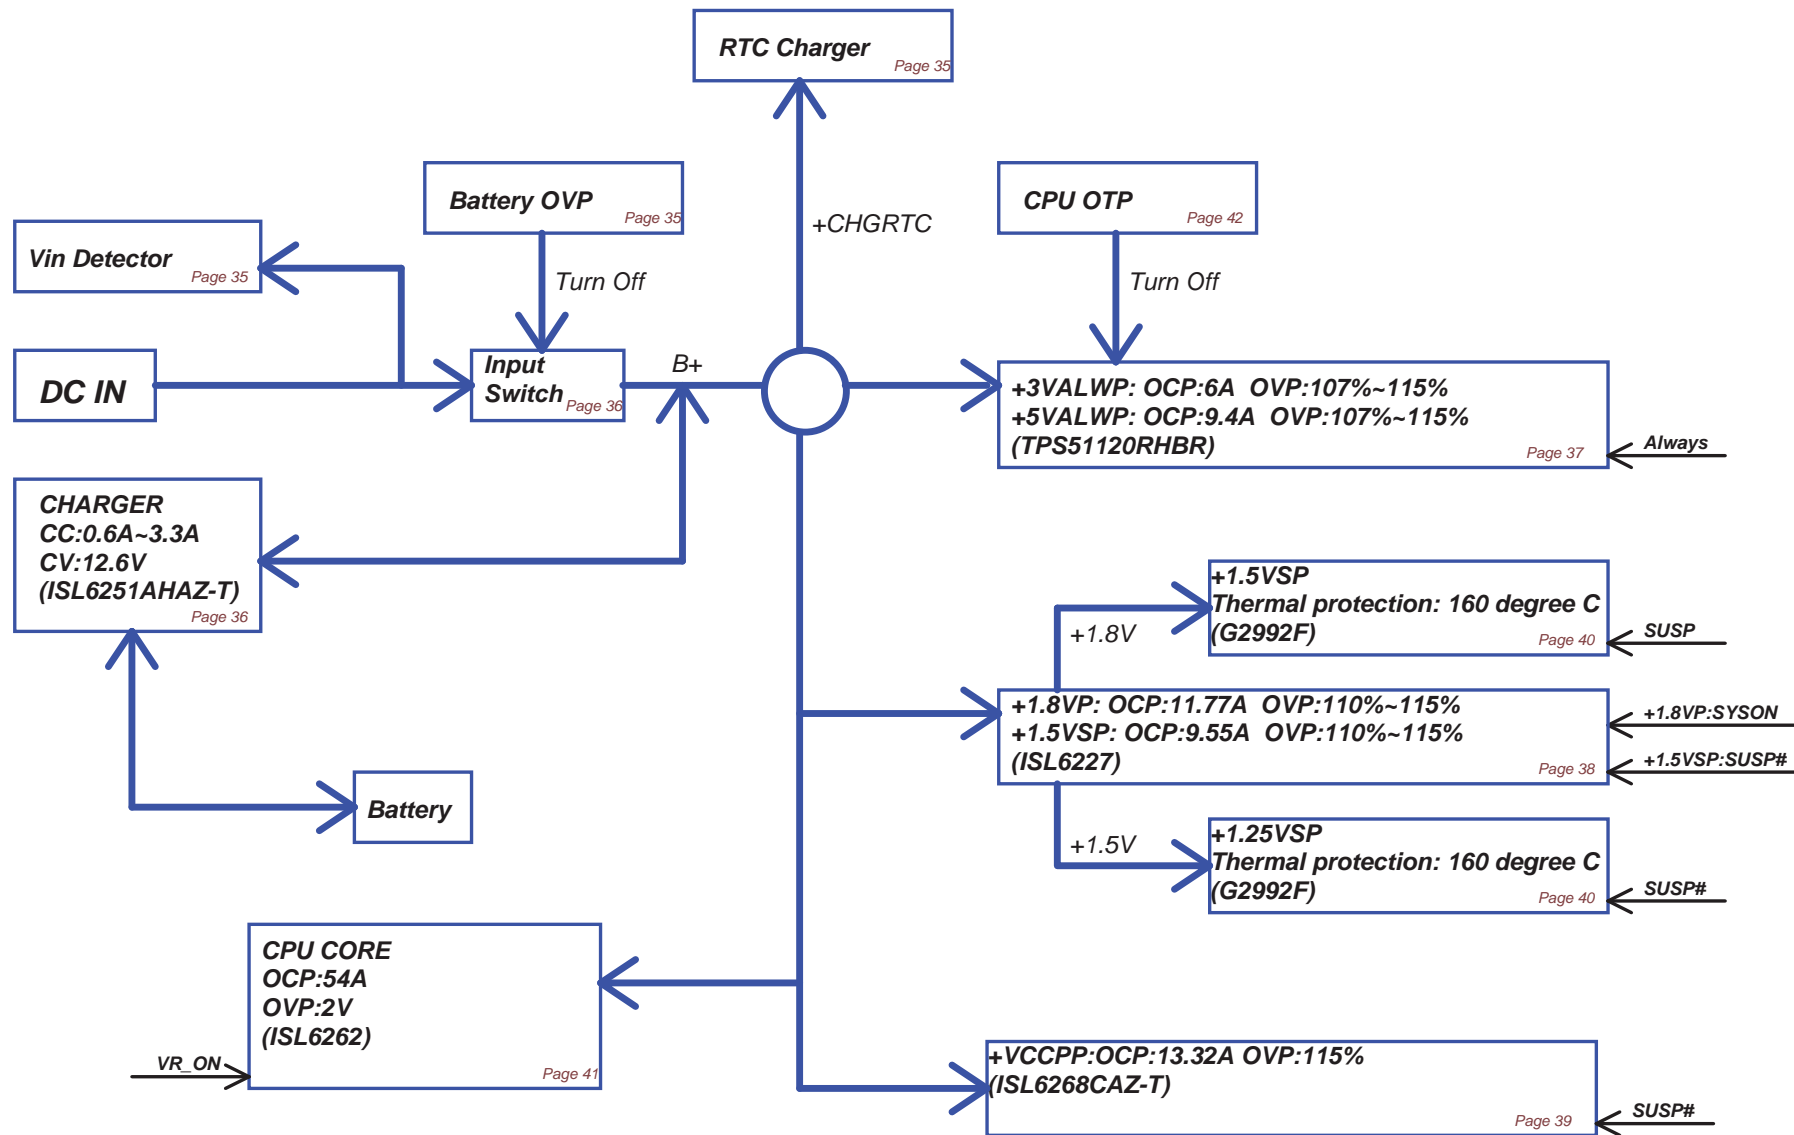 RTC Charger
Page 35
Battery OVP
Page 35
CPU OTP
Page 42
+CHGRTC
Vin Detector
Page 35
Turn Off
Turn Off
DC IN
Input
Switch
Page 36
B+
+3VALWP: OCP:6A OVP:107%~115%
+5VALWP: OCP:9.4A OVP:107%~115%
(TPS51120RHBR)
Page 37
Always
CHARGER
CC:0.6A~3.3A
CV:12.6V
(ISL6251AHAZ-T)
Page 36
+1.5VSP
Thermal protection: 160 degree C
(G2992F)
Page 40
SUSP
+1.8V
+1.8VP: OCP:11.77A OVP:110%~115%
+1.5VSP: OCP:9.55A OVP:110%~115%
(ISL6227)
Page 38
+1.8VP:SYSON
+1.5VSP:SUSP#
Battery
+1.5V
+1.25VSP
Thermal protection: 160 degree C
(G2992F)
Page 40
SUSP#
CPU CORE
OCP:54A
OVP:2V
(ISL6262)
Page 41
VR_ON
+VCCPP:OCP:13.32A OVP:115%
(ISL6268CAZ-T)
Page 39
SUSP#